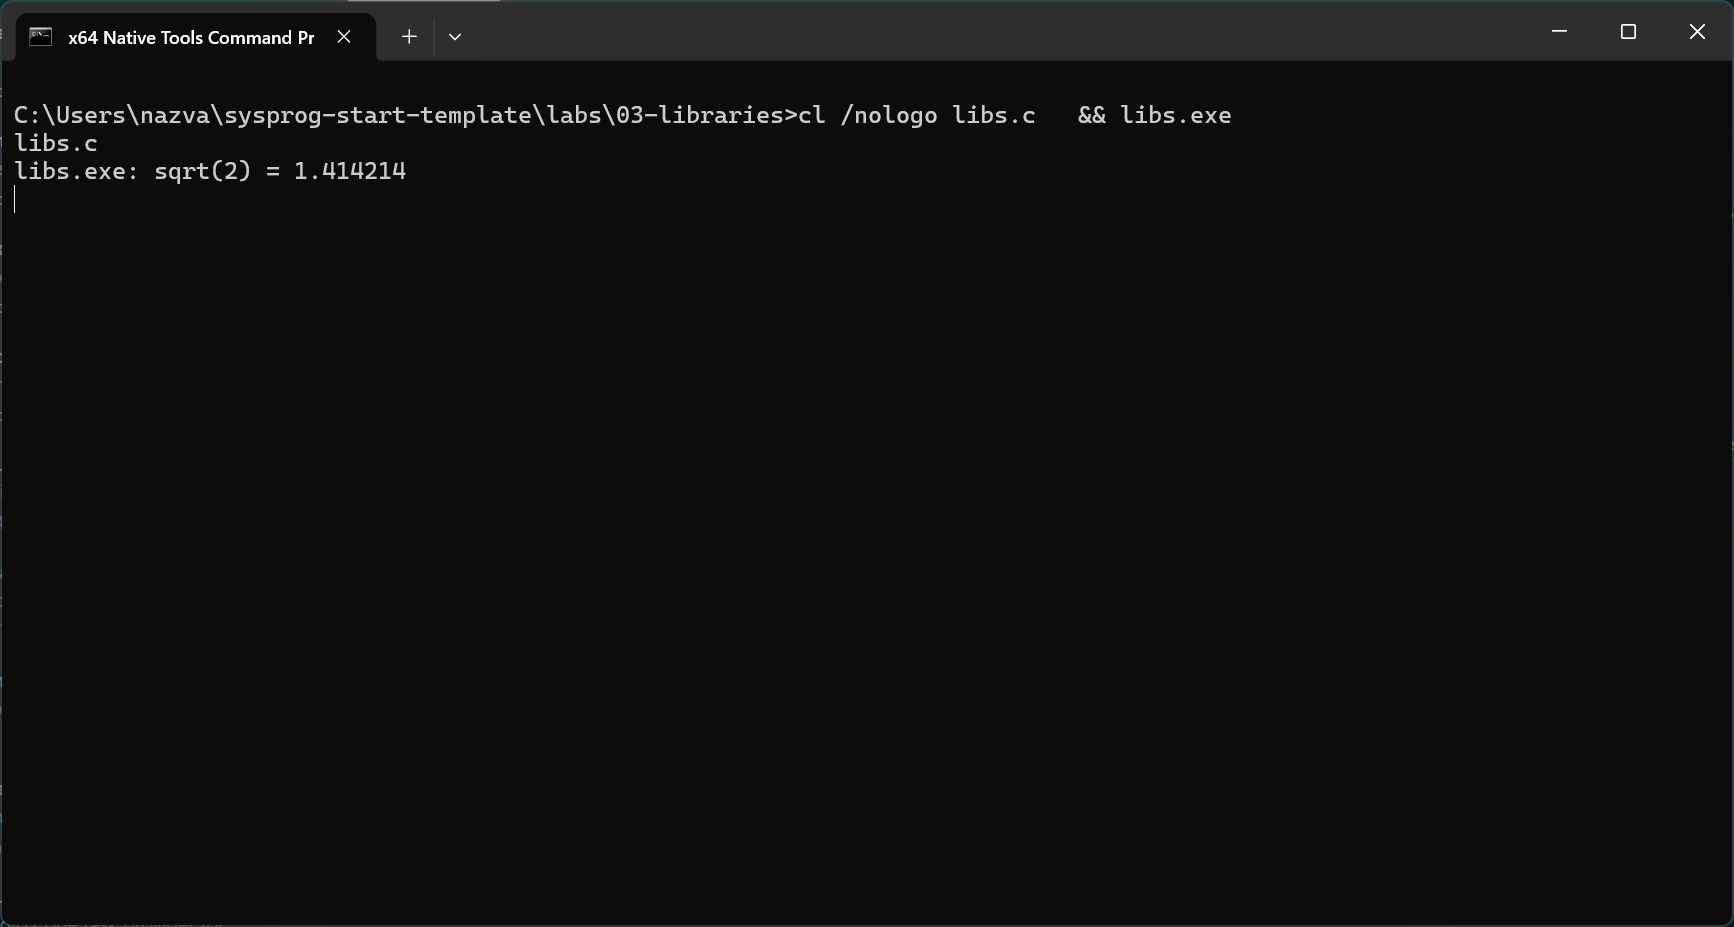 x64 Native Tools Command Pr
C:\Users\nazva\sysprog-start-template\labs\03-libraries>cl /nologo libs.c   && libs.exe
libs.c
libs.exe: sqrt(2) = 1.414214